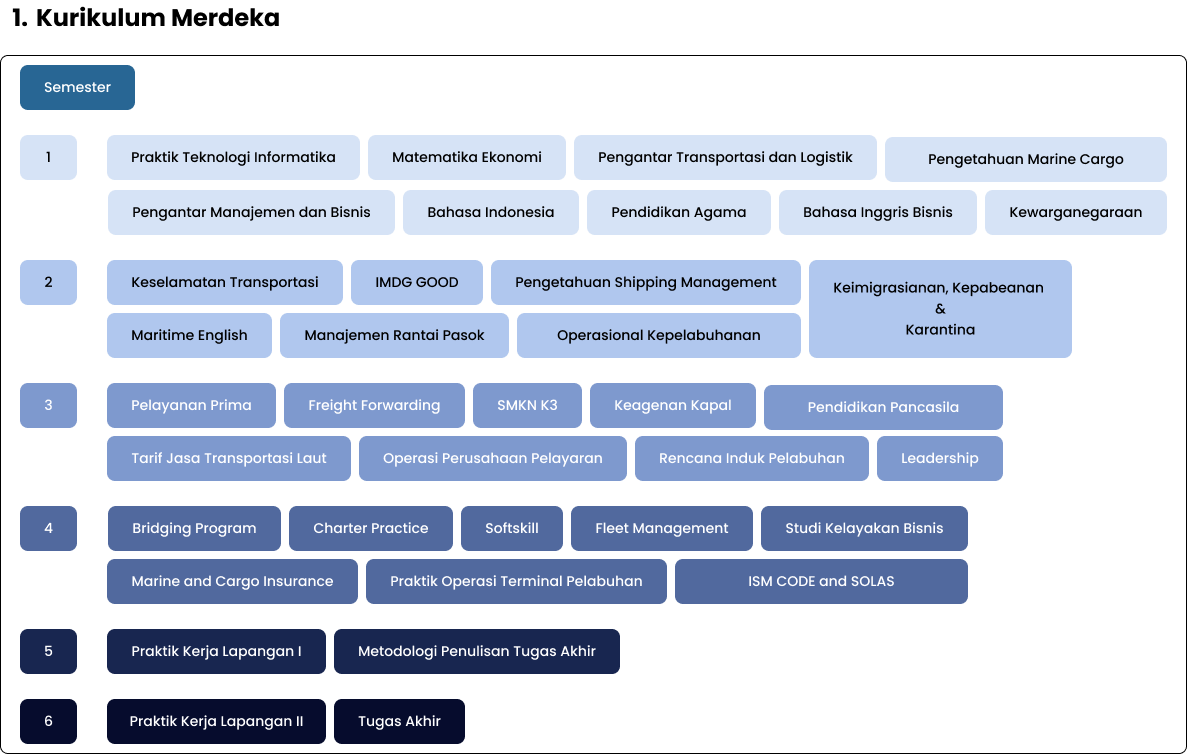 1. Kurikulum Merdeka
Semester
1
Praktik Teknologi Informatika
Matematika Ekonomi
Pengantar Transportasi dan Logistik
Pengetahuan Marine Cargo
Pengantar Manajemen dan Bisnis
Bahasa Indonesia
Pendidikan Agama
Bahasa Inggris Bisnis
Kewarganegaraan
2
Keselamatan Transportasi
IMDG GOOD
Pengetahuan Shipping Management
Keimigrasianan, Kepabeanan
&
Karantina
Maritime English
Manajemen Rantai Pasok
Operasional Kepelabuhanan
3
Pelayanan Prima
Freight Forwarding
SMKN K3
Keagenan Kapal
Pendidikan Pancasila
Tarif Jasa Transportasi Laut
Operasi Perusahaan Pelayaran
Rencana Induk Pelabuhan
Leadership
4
Bridging Program
Charter Practice
Softskill
Fleet Management
Studi Kelayakan Bisnis
Marine and Cargo Insurance
Praktik Operasi Terminal Pelabuhan
ISM CODE and SOLAS
5
Praktik Kerja Lapangan I
Metodologi Penulisan Tugas Akhir
6
Praktik Kerja Lapangan II
Tugas Akhir